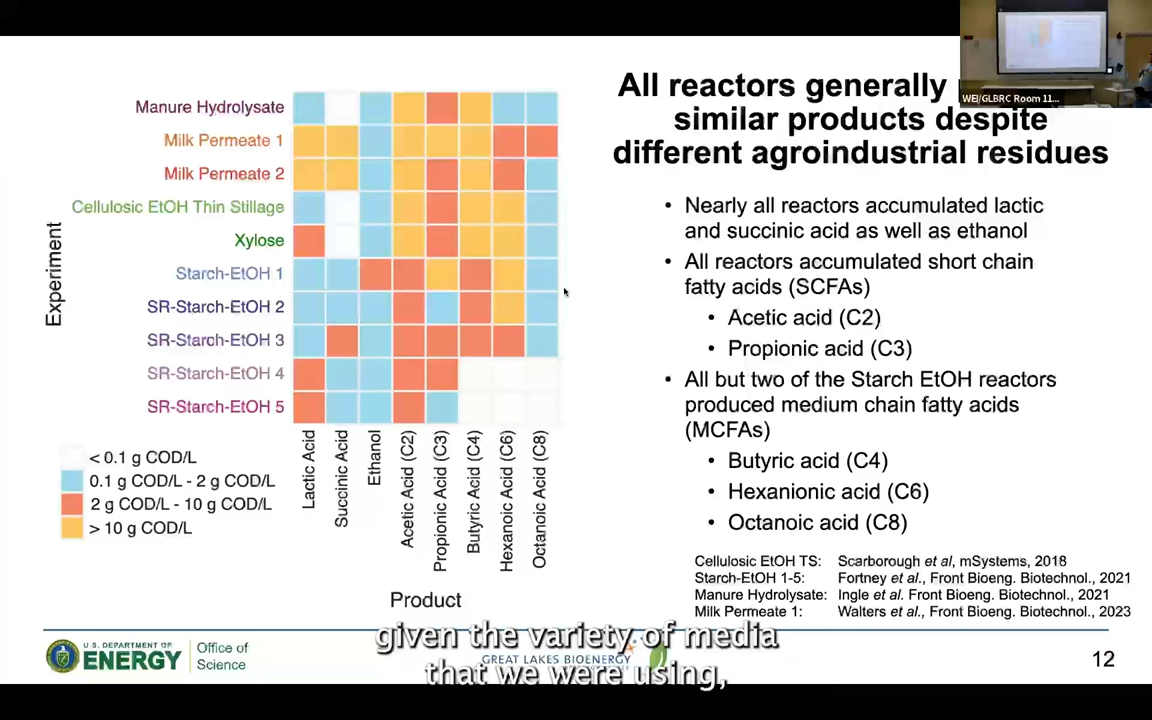 All reactors generally
similar products despite
different agroindustrial residues
WEI/GLBRC Room 11...
Experiment
Manure Hydrolysate
Milk Permeate 1
Milk Permeate 2
Cellulosic EtOH Thin Stillage
Xylose
Starch-EtOH 1
SR-Starch-EtOH 2
SR-Starch-EtOH 3
SR-Starch-EtOH 4
SR-Starch-EtOH 5
< 0.1 g COD/L
0.1 g COD/L - 2 g COD/L
2 g COD/L - 10 g COD/L
> 10 g COD/L
Lactic Acid
Succinic Acid
Ethanol
Acetic Acid (C2)
Propionic Acid (C3)
Butyric Acid (C4)
Hexanoic Acid (C6)
Octanoic Acid (C8)
Product
• Nearly all reactors accumulated lactic
and succinic acid as well as ethanol
• All reactors accumulated short chain
fatty acids (SCFAs)
• Acetic acid (C2)
• Propionic acid (C3)
• All but two of the Starch EtOH reactors
produced medium chain fatty acids
(MCFAs)
• Butyric acid (C4)
• Hexanionic acid (C6)
• Octanoic acid (C8)
Cellulosic EtOH TS: Scarborough et al, mSystems, 2018
Starch-EtOH 1-5: Fortney et al., Front Bioeng. Biotechnol., 2021
Manure Hydrolysate: Ingle et al. Front Bioeng. Biotechnol., 2021
Milk Permeate 1: Walters et al., Front Bioeng. Biotechnol., 2023
U.S. DEPARTMENT OF
ENERGY
Office of
Science
GREAT LAKES BIOENERGY
12
given the variety of media
that we were using,